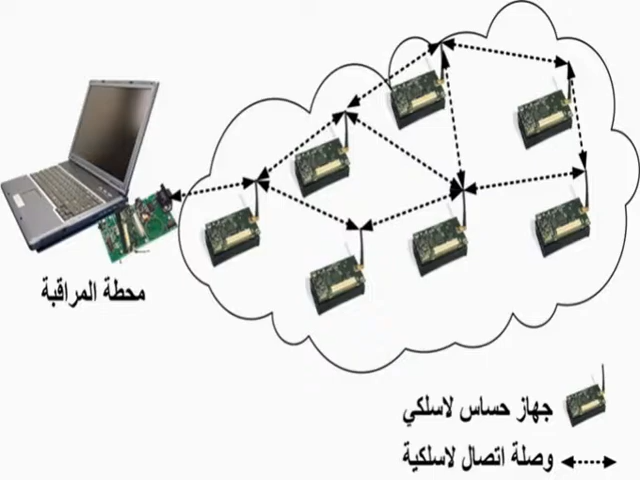 محطة المراقبة
جهاز حساس لاسلكي
وصلة اتصال لاسلكية